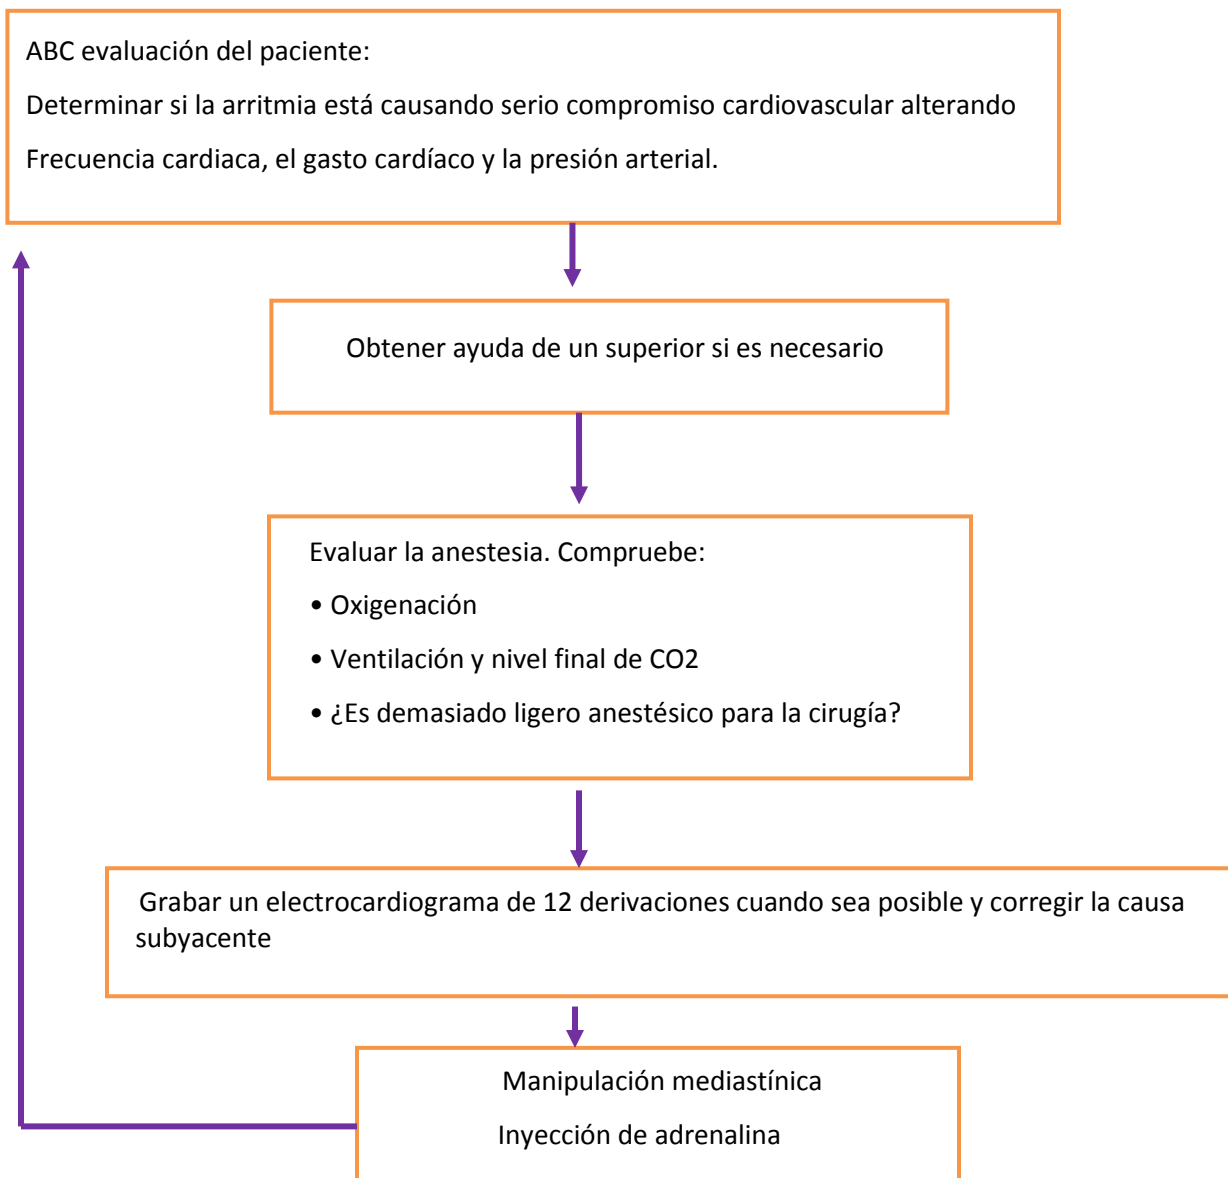 ABC evaluación del paciente:
Determinar si la arritmia está causando serio compromiso cardiovascular alterando
Frecuencia cardiaca, el gasto cardíaco y la presión arterial.
Obtener ayuda de un superior si es necesario
Evaluar la anestesia. Compruebe:
• Oxigenación
• Ventilación y nivel final de CO2
• ¿Es demasiado ligero anestésico para la cirugía?
Grabar un electrocardiograma de 12 derivaciones cuando sea posible y corregir la causa
subyacente
Manipulación mediastínica
Inyección de adrenalina